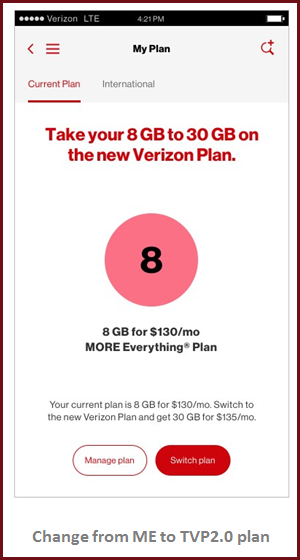 Verizon LTE 4:21 PM
My Plan
Current Plan International
Take your 8 GB to 30 GB on
the new Verizon Plan.
8
8 GB for $130/mo
MORE Everything® Plan
Your current plan is 8 GB for $130/mo. Switch to
the new Verizon Plan and get 30 GB for $135/mo.
Manage plan Switch plan
Change from ME to TVP2.0 plan